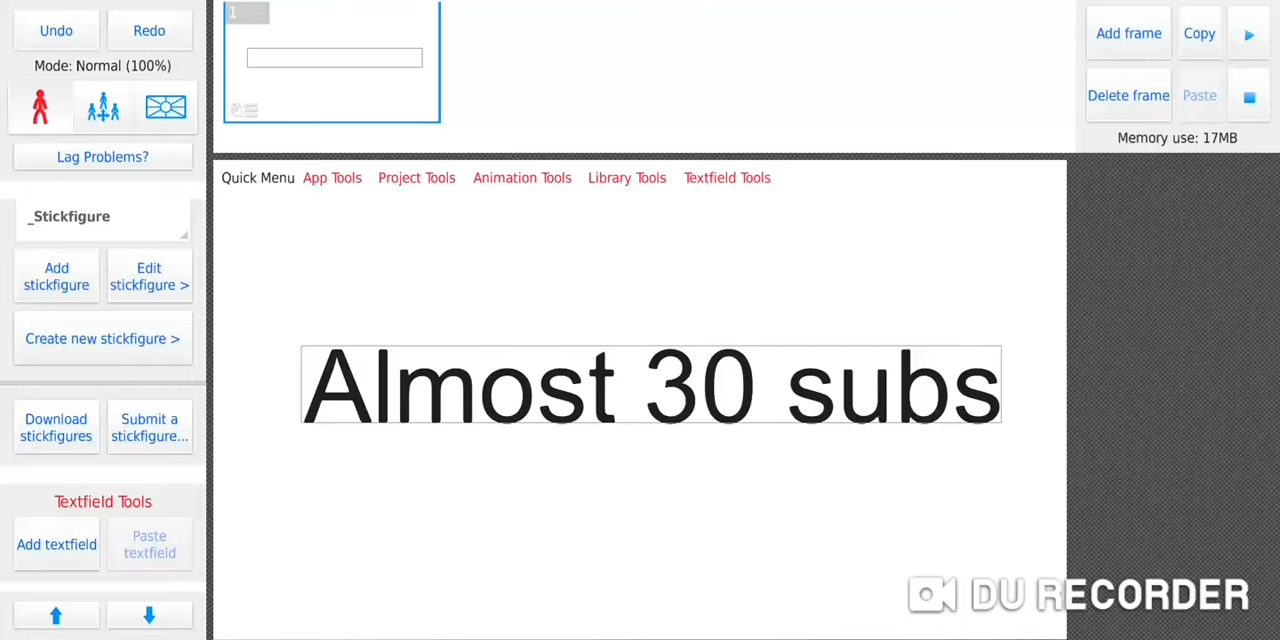 Undo
Redo
Mode: Normal (100%)
Lag Problems?
_Stickfigure
Add stickfigure
Edit stickfigure >
Create new stickfigure >
Download stickfigures
Submit a stickfigure...
Textfield Tools
Add textfield
Paste textfield
1
Add frame
Copy
Delete frame
Paste
Memory use: 17MB
Quick Menu App Tools Project Tools Animation Tools Library Tools Textfield Tools
Almost 30 subs
DU RECORDER